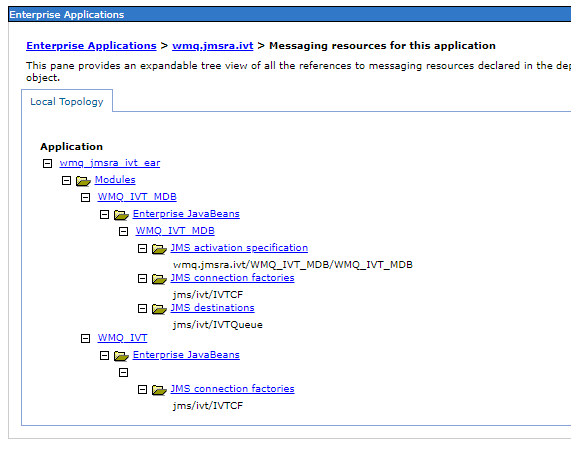 Enterprise Applications
Enterprise Applications > wmq.jmsra.ivt > Messaging resources for this application
This pane provides an expandable tree view of all the references to messaging resources declared in the
object.
Local Topology
Application
wmq_jmsra_ivt_ear
Modules
WMQ_IVT_MDB
Enterprise JavaBeans
WMQ_IVT_MDB
JMS activation specification
wmq.jmsra.ivt/WMQ_IVT_MDB/WMQ_IVT_MDB
JMS connection factories
jms/ivt/IVTCF
JMS destinations
jms/ivt/IVTQueue
WMQ_IVT
Enterprise JavaBeans
JMS connection factories
jms/ivt/IVTCF